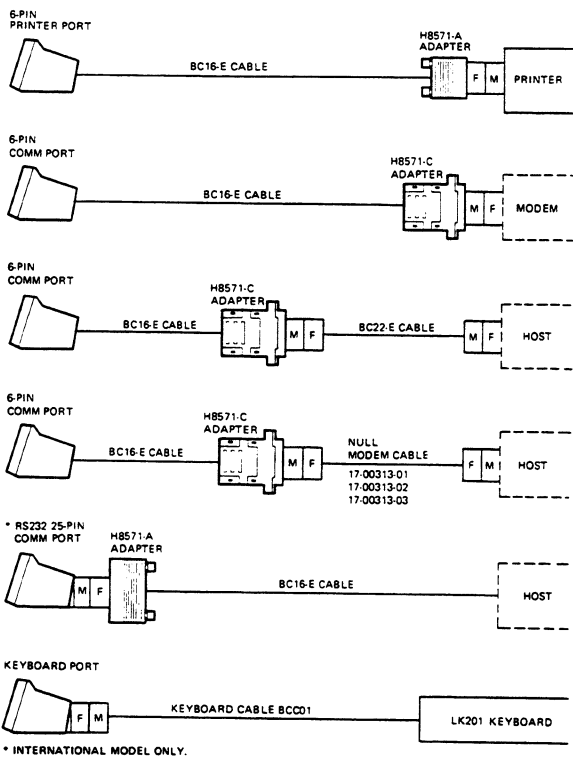 6-PIN
PRINTER PORT
H8571-A
ADAPTER
BC16-E CABLE
F M PRINTER
6-PIN
COMM PORT
H8571-C
ADAPTER
BC16-E CABLE
M F MODEM
6-PIN
COMM PORT
H8571-C
ADAPTER
BC16-E CABLE
M F
BC22-E CABLE
M F HOST
6-PIN
COMM PORT
H8571-C
ADAPTER
BC16-E CABLE
M F
NULL
MODEM CABLE
17-00313-01
17-00313-02
17-00313-03
F M HOST
* RS232 25-PIN
COMM PORT
H8571-A
ADAPTER
M F
BC16-E CABLE
HOST
KEYBOARD PORT
F M
KEYBOARD CABLE BCC01
LK201 KEYBOARD
* INTERNATIONAL MODEL ONLY.